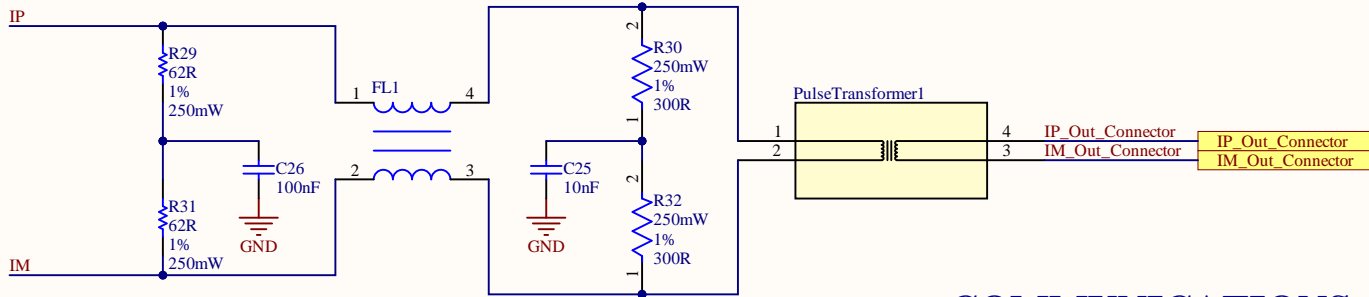 IP
R29
62R
1%
250mW
C26
100nF
GND
R31
62R
1%
250mW
IM
FL1
1
4
2
3
2
R30
250mW
1%
300R
1
C25
10nF
GND
2
R32
250mW
1%
300R
1
PulseTransformer1
1
2
4
3
IP_Out_Connector
IM_Out_Connector
IP_Out_Connector
IM_Out_Connector